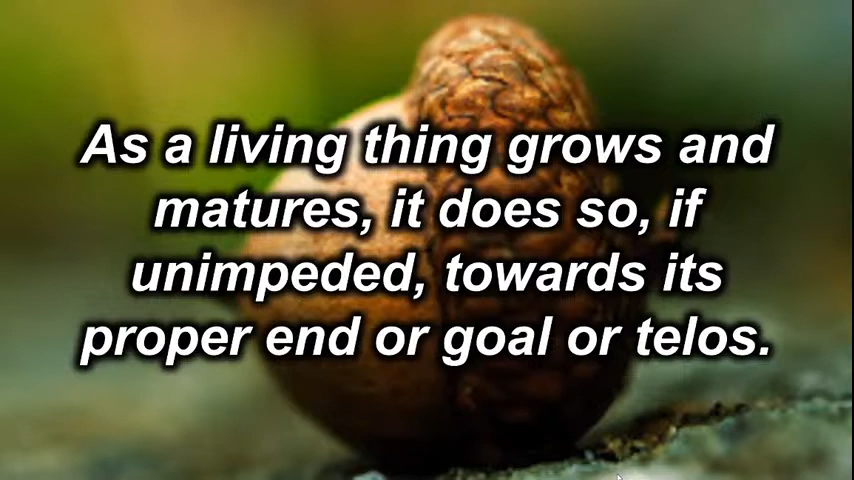 As a living thing grows and
matures, it does so, if
unimpeded, towards its
proper end or goal or telos.